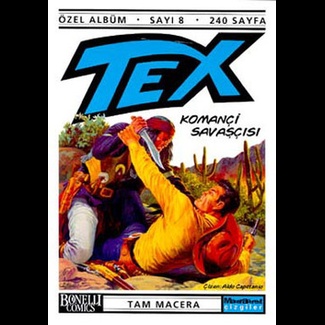 ÖZEL ALBÜM • SAYI 8 • 240 SAYFA
TEX
KOMANÇİ
SAVAŞÇISI
Çizen: Aldo Capitanio
BONELLI
COMICS
TAM MACERA
çizgiler